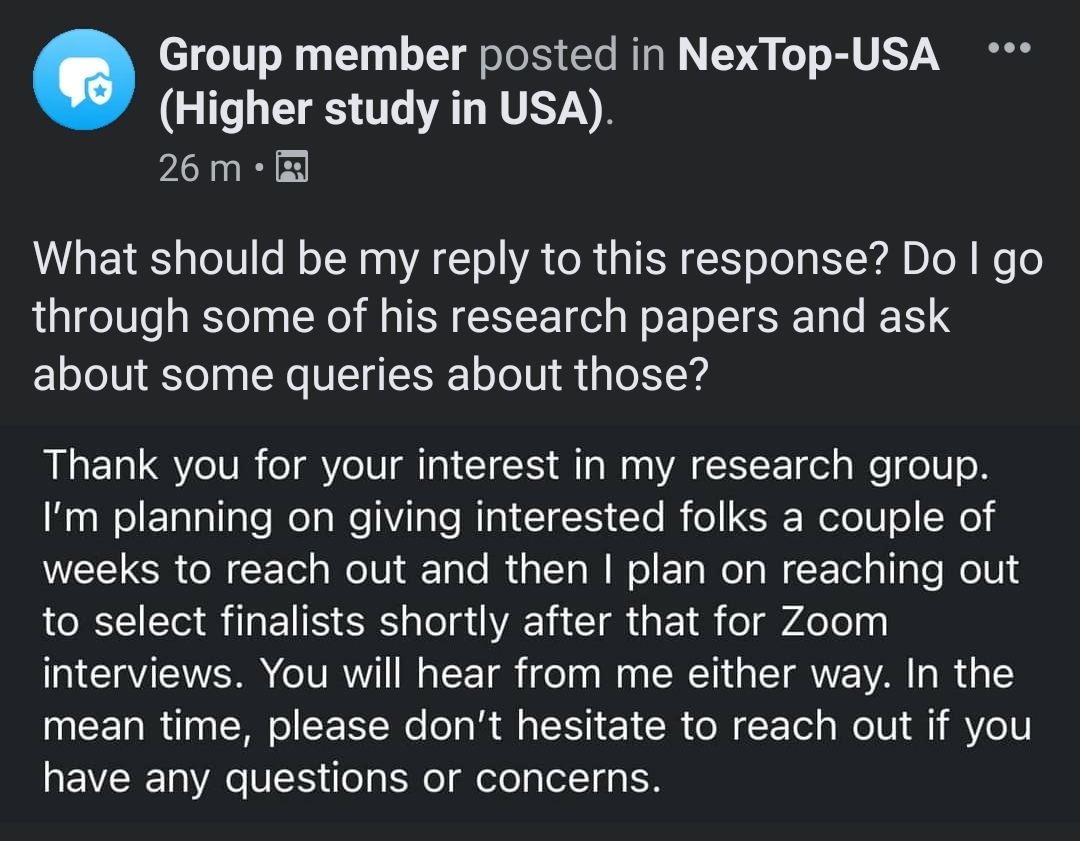 Group member posted in NexTop-USA
(Higher study in USA).
26 m •
What should be my reply to this response? Do I go
through some of his research papers and ask
about some queries about those?
Thank you for your interest in my research group.
I'm planning on giving interested folks a couple of
weeks to reach out and then I plan on reaching out
to select finalists shortly after that for Zoom
interviews. You will hear from me either way. In the
mean time, please don't hesitate to reach out if you
have any questions or concerns.